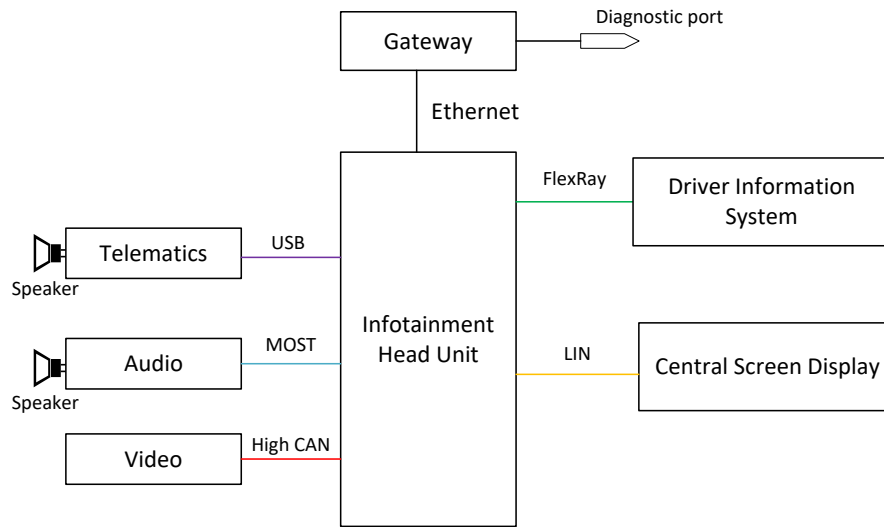 Diagnostic port
Gateway
Ethernet
FlexRay
Driver Information
System
USB
Telematics
Speaker
Infotainment
Head Unit
MOST
Audio
Speaker
LIN
Central Screen Display
High CAN
Video